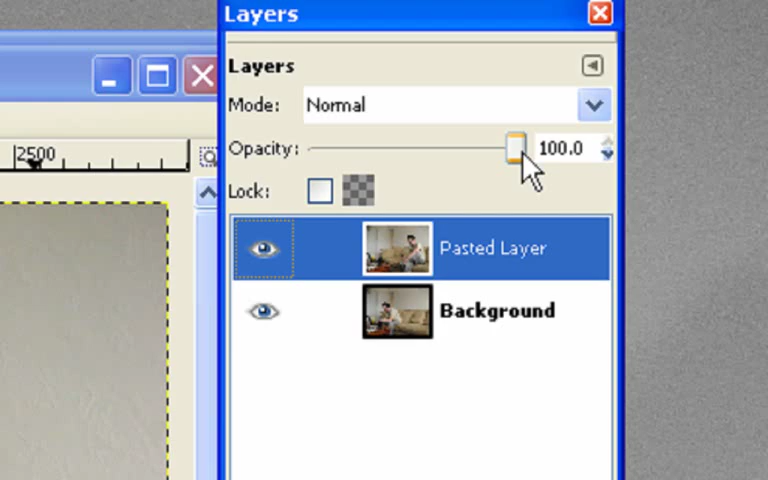 Layers
Layers
Mode: Normal
Opacity: 100.0
2500
Lock:
Pasted Layer
Background